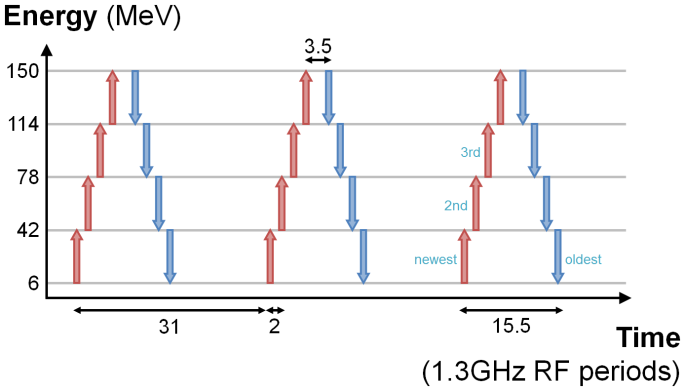 Energy (MeV)
3.5
150
114
3rd
78
2nd
42
newest
oldest
6
31
2
15.5
Time
(1.3GHz RF periods)